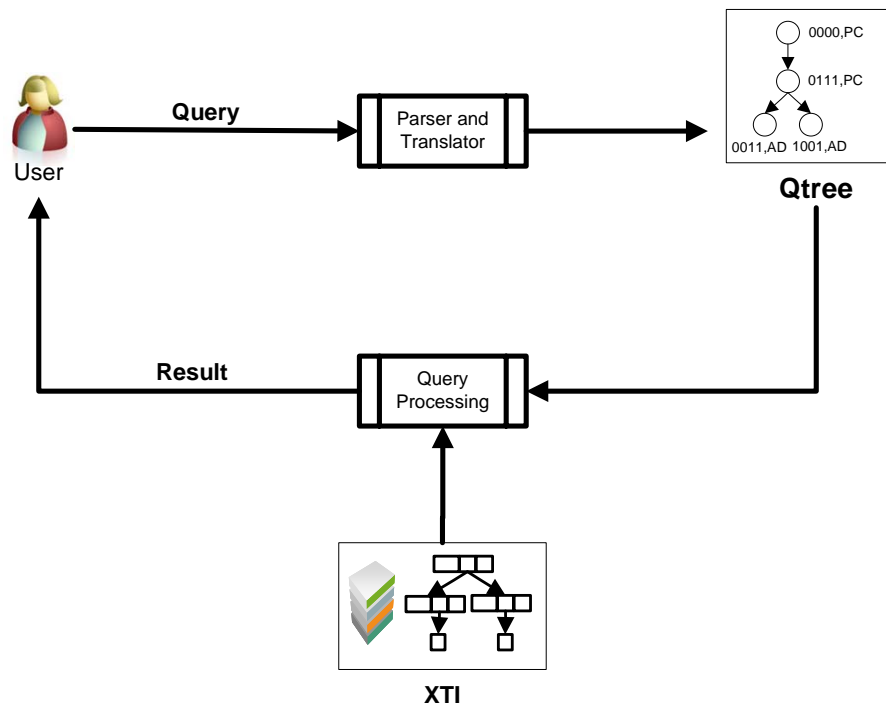 0000,PC
0111,PC
0011,AD
1001,AD
Qtree
Query
Parser and
Translator
User
Result
Query
Processing
XTI